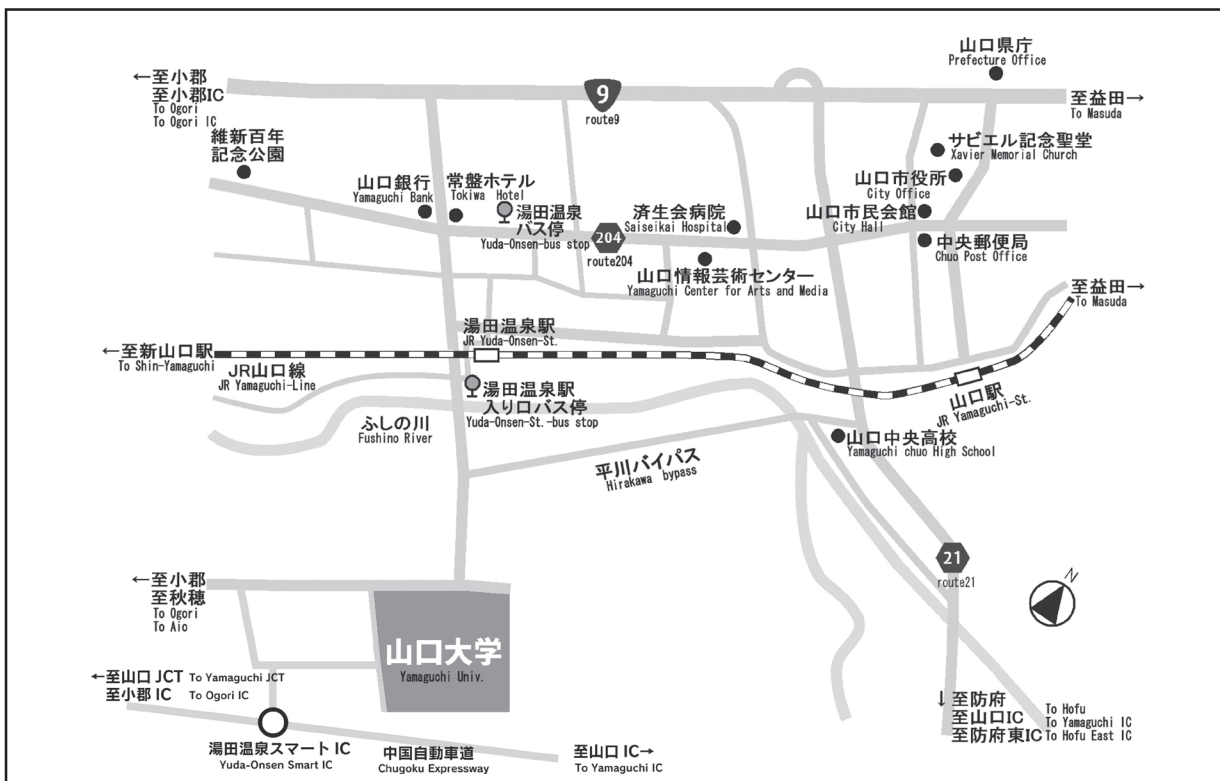 山口県庁
Prefecture Office
←至小郡
至小郡IC
To Ogori
To Ogori IC
9
route9
至益田→
To Masuda
維新百年
記念公園
サビエル記念聖堂
Xavier Memorial Church
山口銀行
Yamaguchi Bank
常盤ホテル
Tokiwa Hotel
湯田温泉
バス停
Yuda-Onsen-bus stop
済生会病院
Saiseikai Hospital
山口市役所
City Office
山口市民会館
City Hall
204
route204
中央郵便局
Chuo Post Office
山口情報芸術センター
Yamaguchi Center for Arts and Media
至益田→
To Masuda
湯田温泉駅
JR Yuda-Onsen-St.
←至新山口駅
To Shin-Yamaguchi
JR山口線
JR Yamaguchi-Line
湯田温泉駅
入り口バス停
Yuda-Onsen-St.-bus stop
山口駅
JR Yamaguchi-St.
ふしの川
Fushino River
山口中央高校
Yamaguchi chuo High School
平川バイパス
Hirakawa bypass
21
route21
N
←至小郡
至秋穂
To Ogori
To Aio
山口大学
Yamaguchi Univ.
←至山口 JCT To Yamaguchi JCT
至小郡 IC To Ogori IC
↓至防府 To Hofu
至山口IC To Yamaguchi IC
至防府東IC To Hofu East IC
湯田温泉スマート IC
Yuda-Onsen Smart IC
中国自動車道
Chugoku Expressway
至山口 IC→
To Yamaguchi IC